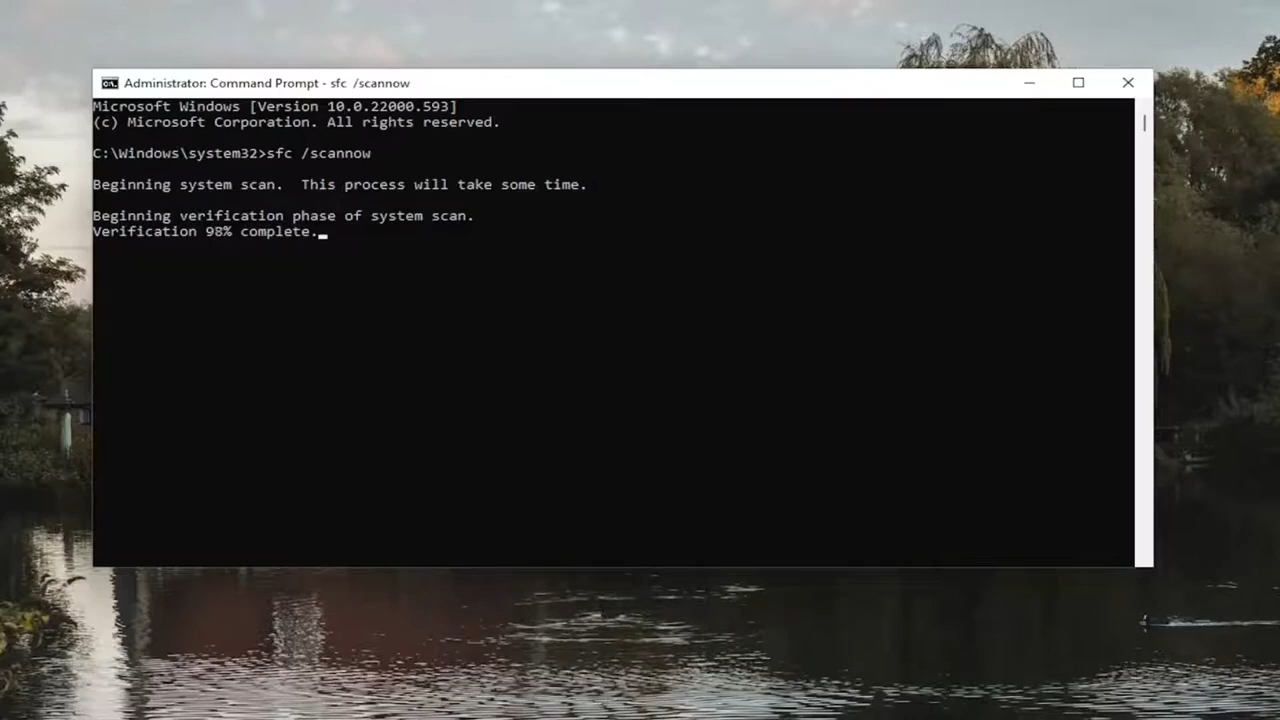 Administrator: Command Prompt - sfc  /scannow
Microsoft Windows [Version 10.0.22000.593]
(c) Microsoft Corporation. All rights reserved.
C:\Windows\system32>sfc /scannow
Beginning system scan.  This process will take some time.
Beginning verification phase of system scan.
Verification 98% complete.